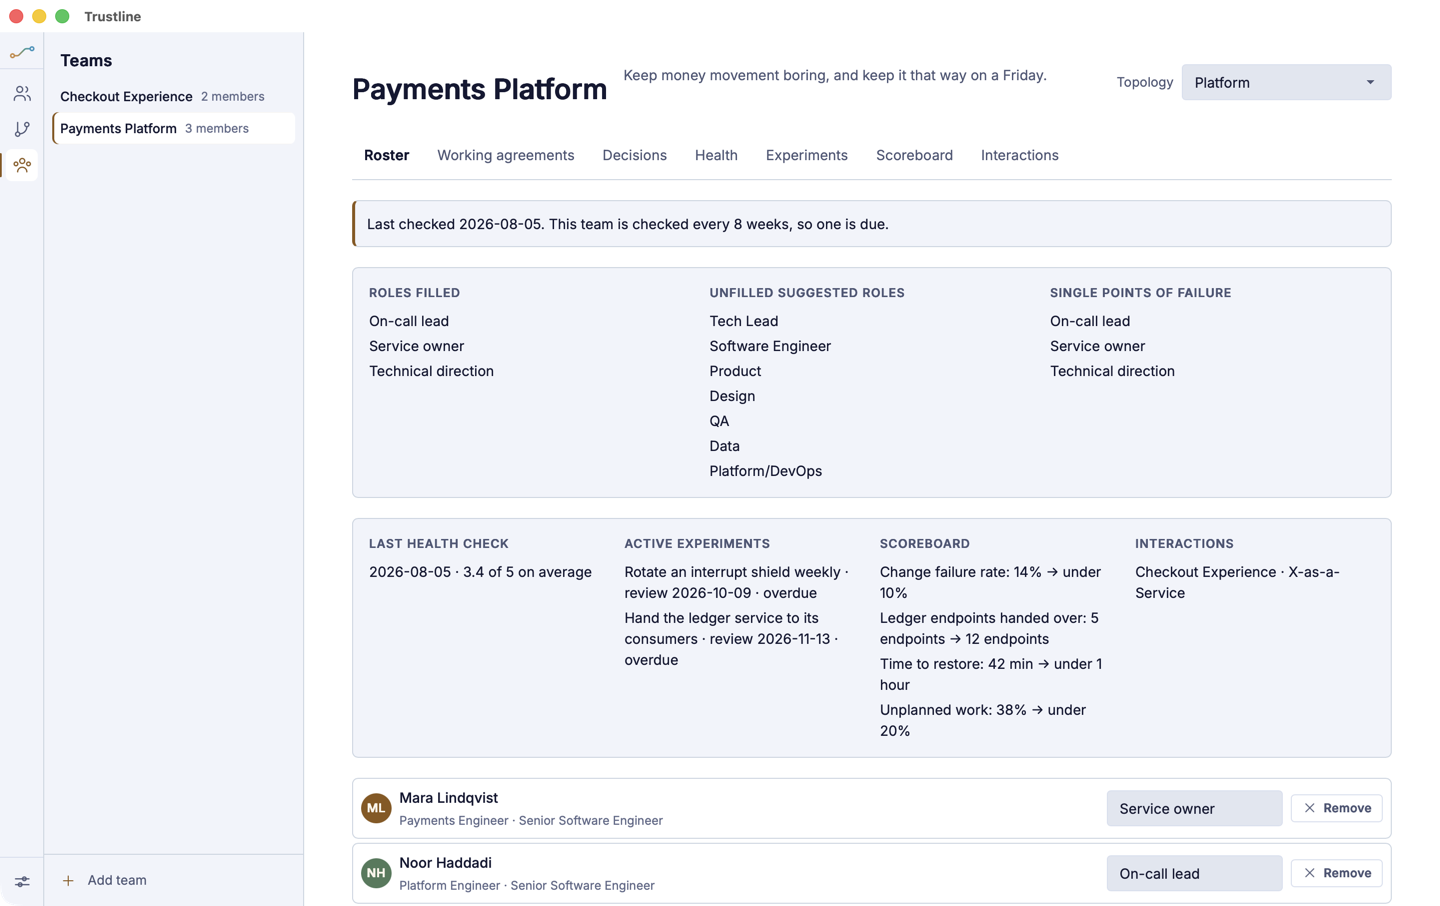 Trustline
Teams
Checkout Experience 2 members
Payments Platform 3 members
Add team
Payments Platform
Keep money movement boring, and keep it that way on a Friday.
Topology
Platform
Roster
Working agreements
Decisions
Health
Experiments
Scoreboard
Interactions
Last checked 2026-08-05. This team is checked every 8 weeks, so one is due.
ROLES FILLED
On-call lead
Service owner
Technical direction
UNFILLED SUGGESTED ROLES
Tech Lead
Software Engineer
Product
Design
QA
Data
Platform/DevOps
SINGLE POINTS OF FAILURE
On-call lead
Service owner
Technical direction
LAST HEALTH CHECK
2026-08-05 · 3.4 of 5 on average
ACTIVE EXPERIMENTS
Rotate an interrupt shield weekly ·
review 2026-10-09 · overdue
Hand the ledger service to its
consumers · review 2026-11-13 ·
overdue
SCOREBOARD
Change failure rate: 14% → under
10%
Ledger endpoints handed over: 5
endpoints → 12 endpoints
Time to restore: 42 min → under 1
hour
Unplanned work: 38% → under
20%
INTERACTIONS
Checkout Experience · X-as-a-
Service
ML
Mara Lindqvist
Payments Engineer · Senior Software Engineer
Service owner
Remove
NH
Noor Haddadi
Platform Engineer · Senior Software Engineer
On-call lead
Remove